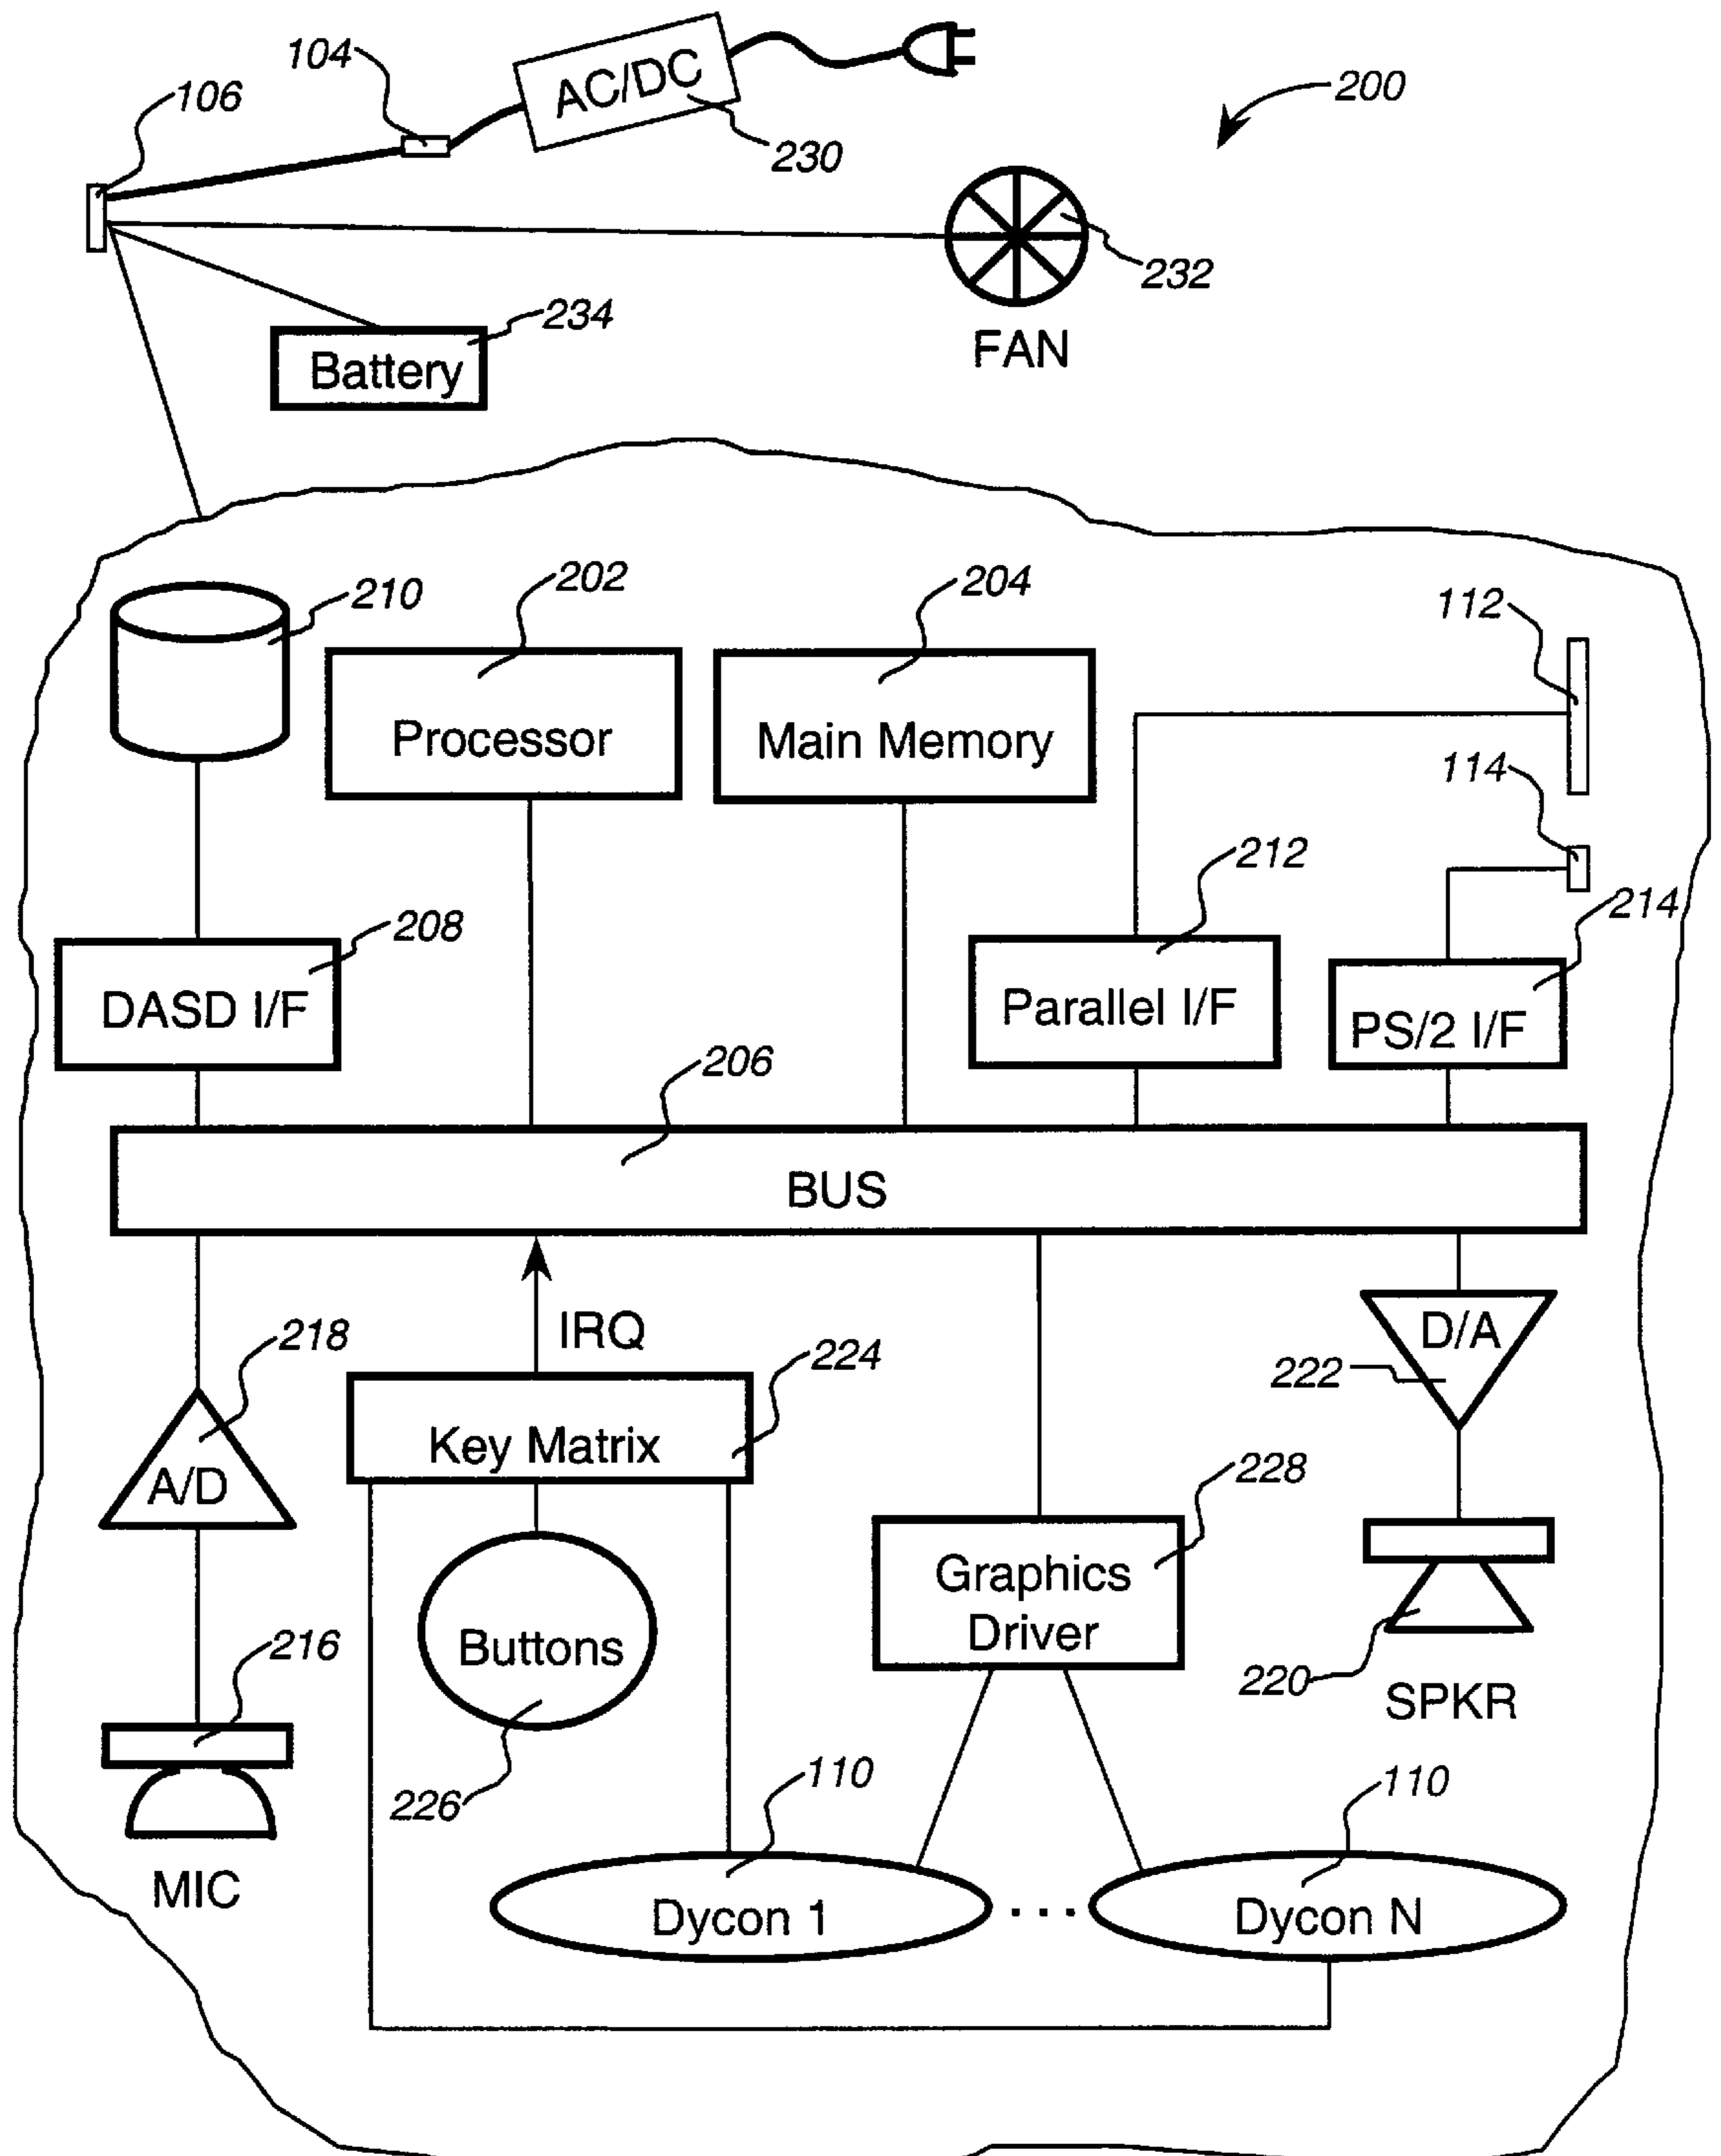 104
AC/DC
200
106
230
232
234
FAN
Battery
202
204
210
112
Processor
Main Memory
114
212
214
208
DASD I/F
Parallel I/F
PS/2 I/F
206
BUS
IRQ
D/A
218
224
222
Key Matrix
A/D
228
Graphics
Driver
216
Buttons
220
SPKR
226
110
110
MIC
Dycon 1
...
Dycon N